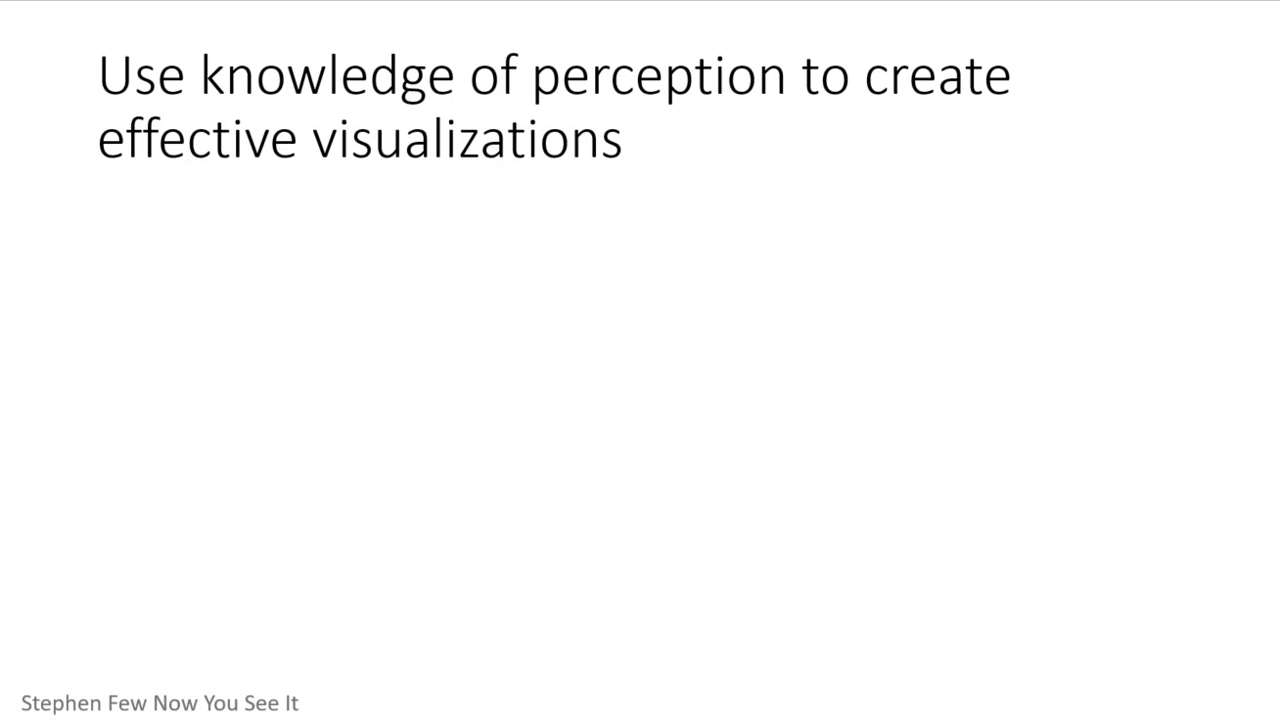 Use knowledge of perception to create
effective visualizations
Stephen Few Now You See It